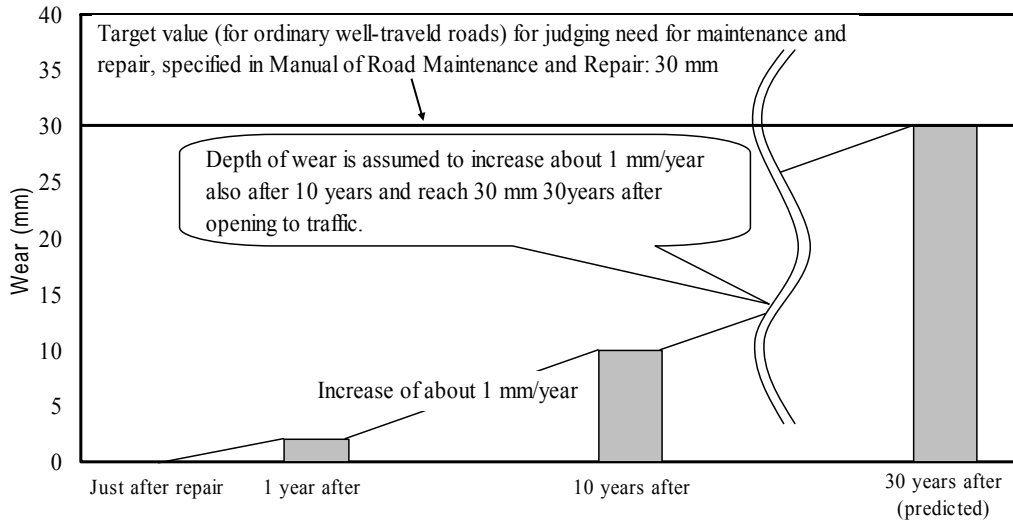 40
Target value (for ordinary well-traveld roads) for judging need for maintenance and
repair, specified in Manual of Road Maintenance and Repair: 30 mm
35
30
Depth of wear is assumed to increase about 1 mm/year
also after 10 years and reach 30 mm 30years after
opening to traffic.
25
20
15
10
5
0
Wear (mm)
Increase of about 1 mm/year
Just after repair
1 year after
10 years after
30 years after
(predicted)